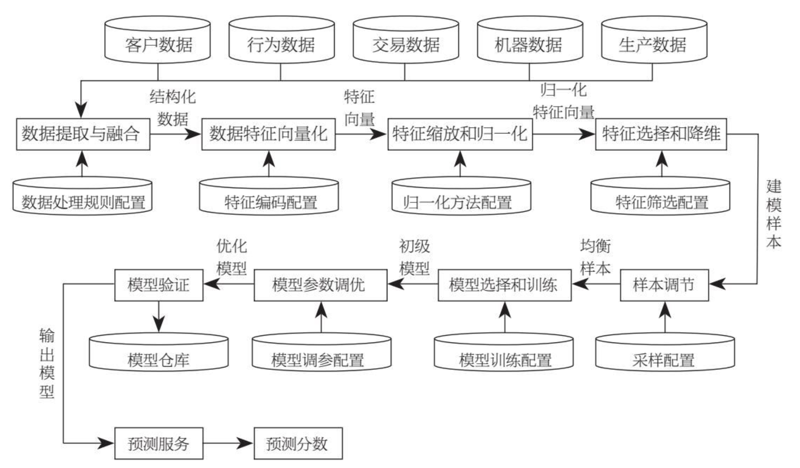 客户数据
行为数据
交易数据
机器数据
生产数据
结构化
数据
特征
向量
归一化
特征向量
数据提取与融合
数据特征向量化
特征缩放和归一化
特征选择和降维
数据处理规则配置
特征编码配置
归一化方法配置
特征筛选配置
建模样本
优化
模型
初级
模型
均衡
样本
模型验证
模型参数调优
模型选择和训练
样本调节
模型仓库
模型调参配置
模型训练配置
采样配置
输出模型
预测服务
预测分数